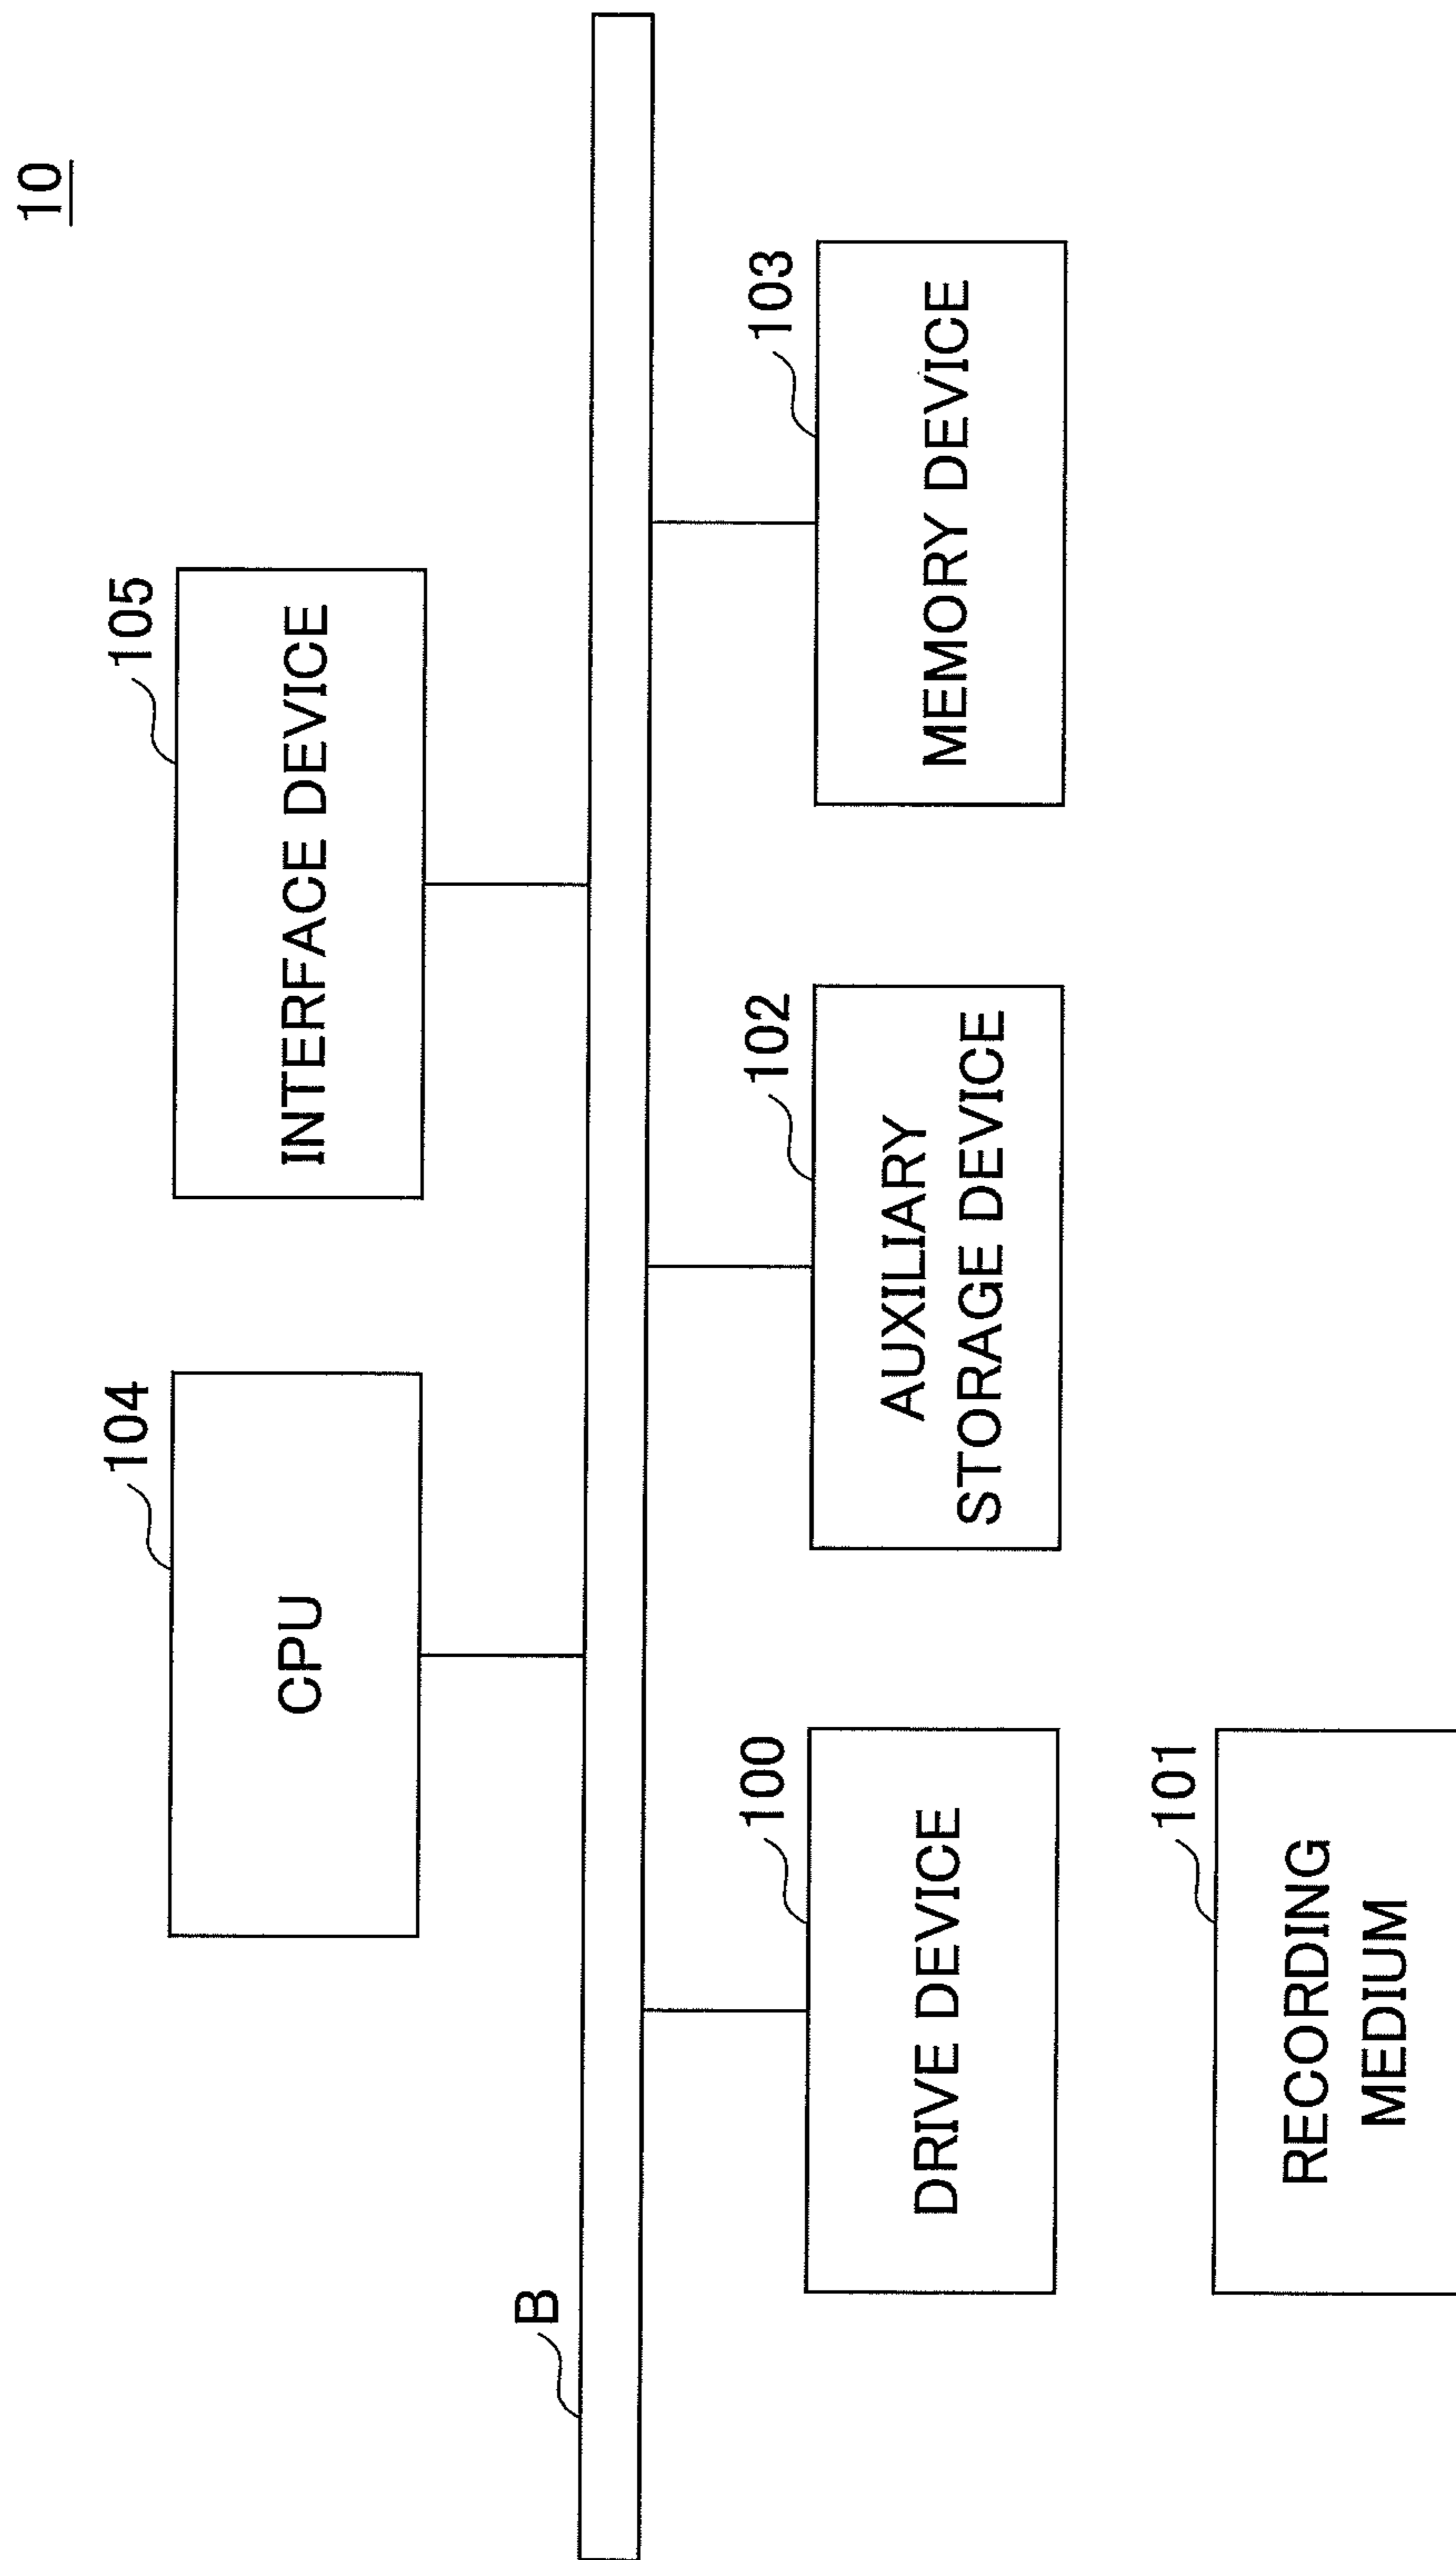 10
104
105
CPU
INTERFACE DEVICE
B
100
102
103
DRIVE DEVICE
AUXILIARY
STORAGE DEVICE
MEMORY DEVICE
101
RECORDING
MEDIUM